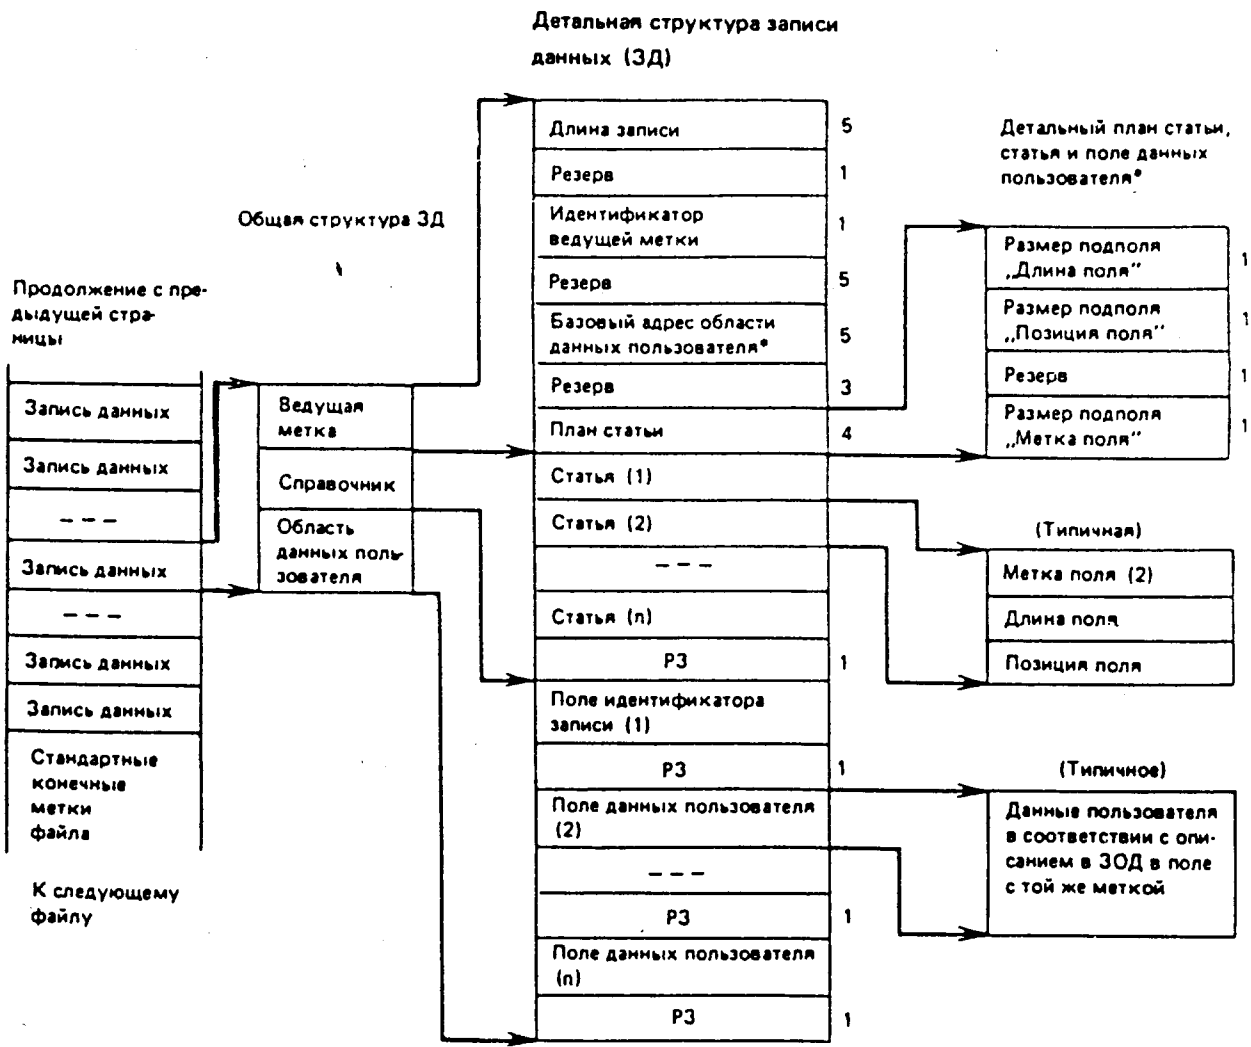 Детальная структура записи
данных (ЗД)
Общая структура ЗД
Продолжение с пре-
дыдущей стра-
ницы
Запись данных
Запись данных
– – –
Запись данных
– – –
Запись данных
Запись данных
Стандартные
конечные
метки
файла
К следующему
файлу
Ведущая
метка
Справочник
Область
данных поль-
зователя
Длина записи 5
Резерв 1
Идентификатор
ведущей метки 1
Резерв 5
Базовый адрес области
данных пользователя* 5
Резерв 3
План статьи 4
Статья (1)
Статья (2)
– – –
Статья (n)
РЗ 1
Поле идентификатора
записи (1)
РЗ 1
Поле данных пользователя
(2)
– – –
РЗ 1
Поле данных пользователя
(n)
РЗ 1
Детальный план статьи,
статья и поле данных
пользователя*
Размер подполя
„Длина поля" 1
Размер подполя
„Позиция поля" 1
Резерв 1
Размер подполя
„Метка поля" 1
(Типичная)
Метка поля (2)
Длина поля
Позиция поля
(Типичное)
Данные пользователя
в соответствии с опи-
санием в ЗОД в поле
с той же меткой